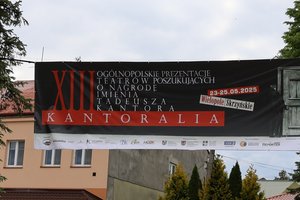 XIII
OGÓLNOPOLSKIE PREZENTACJE
TEATRÓW POSZUKUJĄCYCH
O NAGRODĘ
IMIENIA
TADEUSZA
KANTORA
KANTORALIA
23-25.05.2025
Wielopole Skrzyńskie